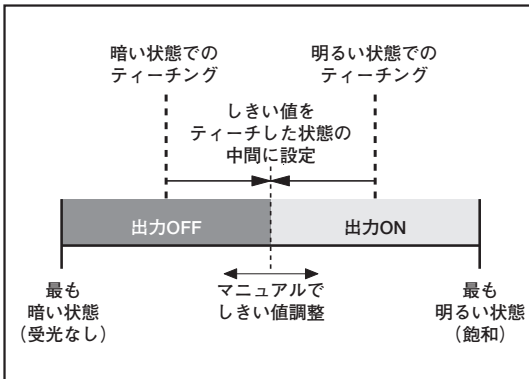 暗い状態での
ティーチング
明るい状態での
ティーチング
しきい値を
ティーチした状態の
中間に設定
出力OFF
出力ON
最も
暗い状態
（受光なし）
マニュアルで
しきい値調整
最も
明るい状態
（飽和）